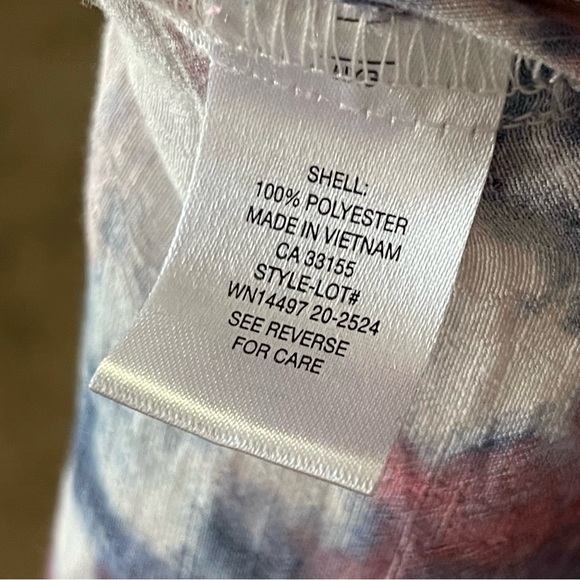 SHELL:
100% POLYESTER
MADE IN VIETNAM
CA 33155
STYLE-LOT#
WN14497 20-2524
SEE REVERSE
FOR CARE